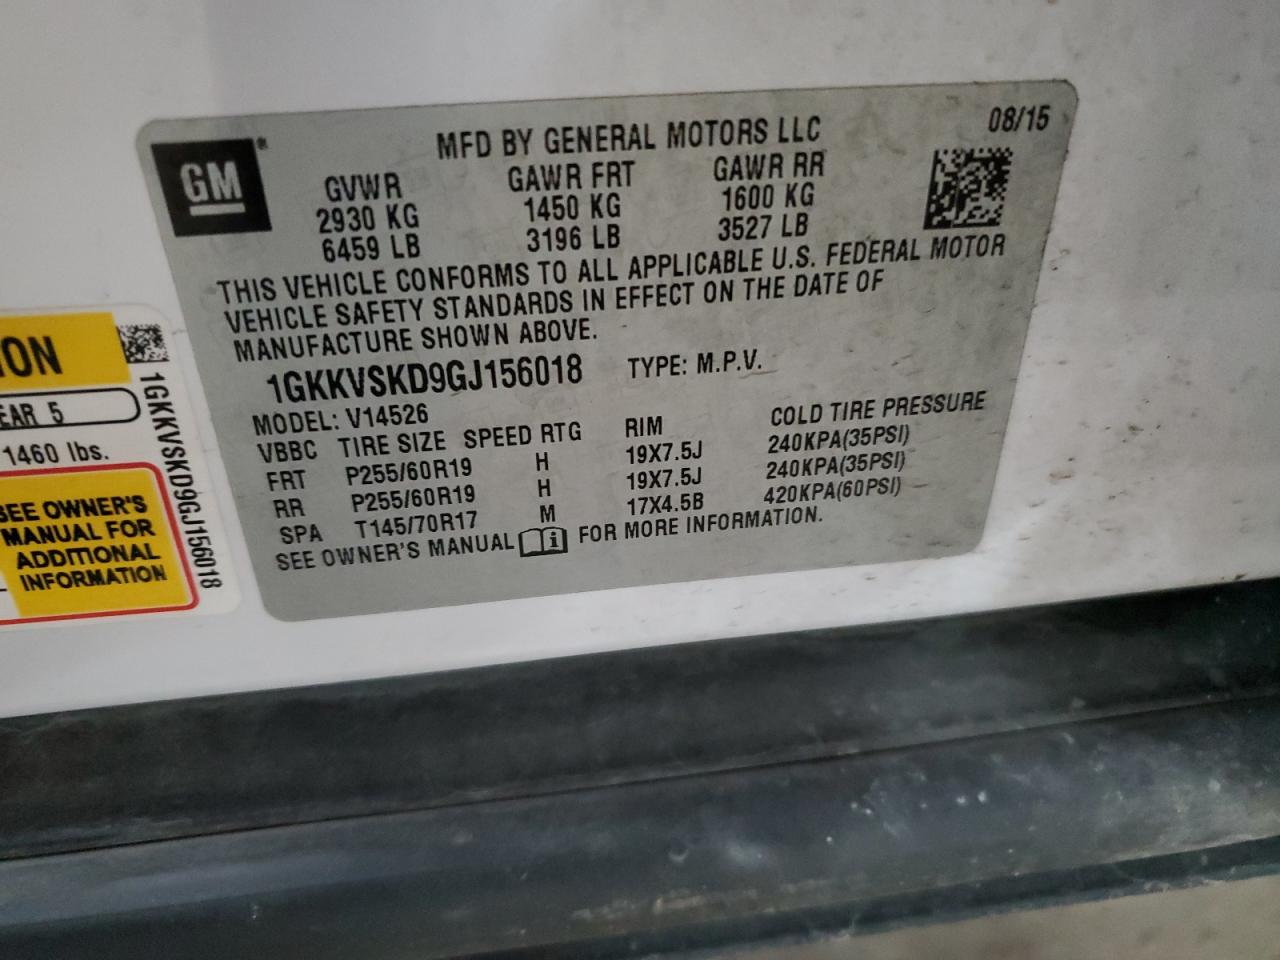 GM
MFD BY GENERAL MOTORS LLC 08/15
GVWR GAWR FRT GAWR RR
2930 KG 1450 KG 1600 KG
6459 LB 3196 LB 3527 LB
THIS VEHICLE CONFORMS TO ALL APPLICABLE U.S. FEDERAL MOTOR
VEHICLE SAFETY STANDARDS IN EFFECT ON THE DATE OF
MANUFACTURE SHOWN ABOVE.
1GKKVSKD9GJ156018 TYPE: M.P.V.
MODEL: V14526
VBBC TIRE SIZE SPEED RTG RIM COLD TIRE PRESSURE
FRT P255/60R19 H 19X7.5J 240KPA(35PSI)
RR P255/60R19 H 19X7.5J 240KPA(35PSI)
SPA T145/70R17 M 17X4.5B 420KPA(60PSI)
SEE OWNER'S MANUAL i FOR MORE INFORMATION.
ION
EAR 5
1460 lbs.
SEE OWNER'S
MANUAL FOR
ADDITIONAL
INFORMATION
1GKKVSKD9GJ156018